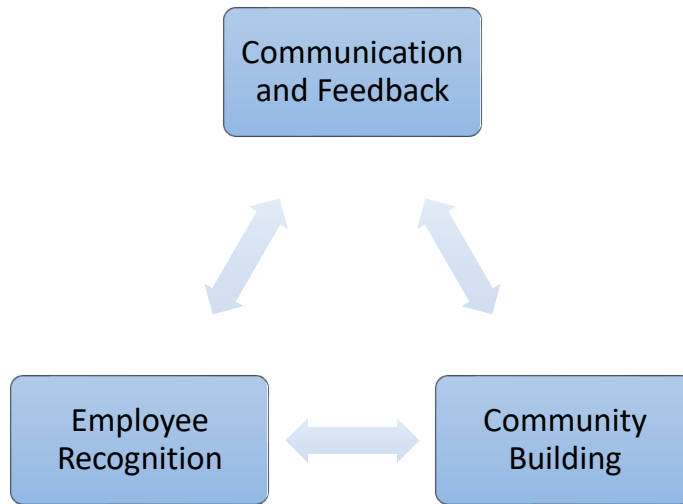 Communication
and Feedback
Employee
Recognition
Community
Building